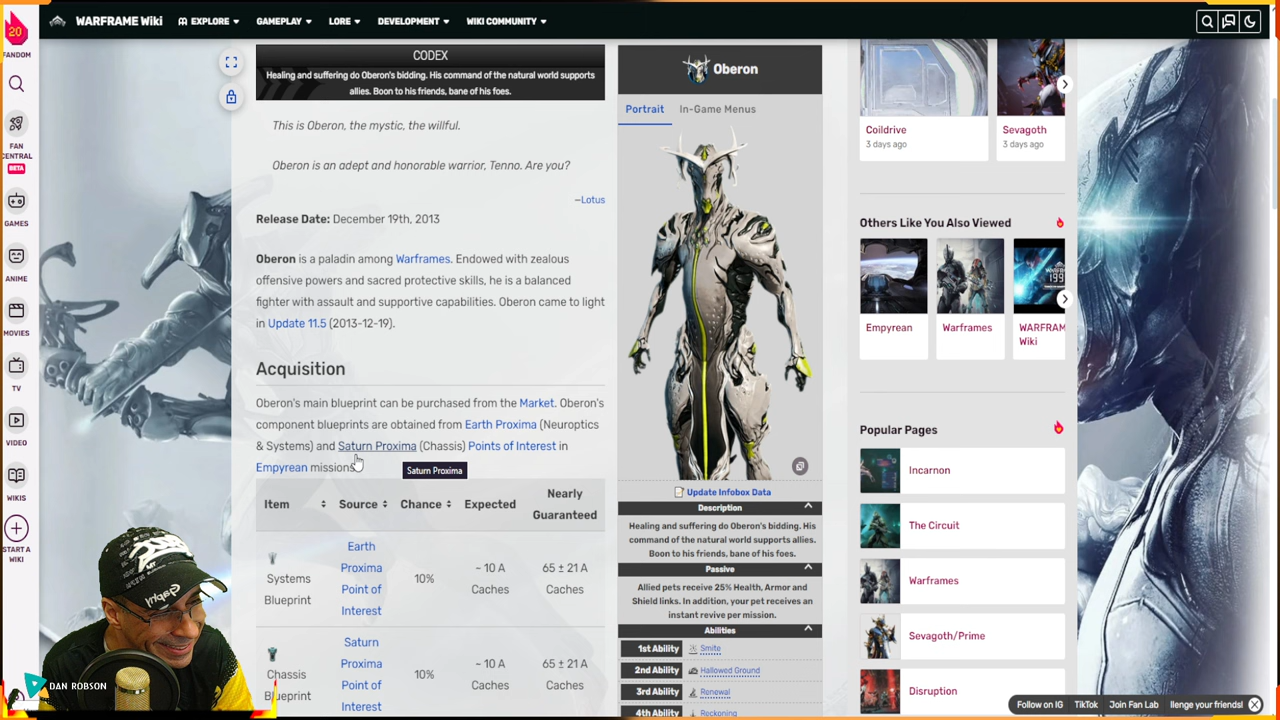 20
FANDOM
FAN
CENTRAL
BETA
GAMES
ANIME
MOVIES
TV
VIDEO
WIKIS
START A
WIKI
WARFRAME WIKI
EXPLORE
GAMEPLAY
LORE
DEVELOPMENT
WIKI COMMUNITY
CODEX
Healing and suffering do Oberon's bidding. His command of the natural world supports
allies. Boon to his friends, bane of his foes.
This is Oberon, the mystic, the willful.
Oberon is an adept and honorable warrior, Tenno. Are you?
–Lotus
Release Date: December 19th, 2013
Oberon is a paladin among Warframes. Endowed with zealous
offensive powers and sacred protective skills, he is a balanced
fighter with assault and supportive capabilities. Oberon came to light
in Update 11.5 (2013-12-19).
Acquisition
Oberon's main blueprint can be purchased from the Market. Oberon's
component blueprints are obtained from Earth Proxima (Neuroptics
& Systems) and Saturn Proxima (Chassis) Points of Interest in
Empyrean missions
Saturn Proxima
Item
Source
Chance
Expected
Nearly
Guaranteed
Systems
Blueprint
Earth
Proxima
Point of
Interest
10%
~ 10 A
Caches
65 ± 21 A
Caches
Chassis
Blueprint
Saturn
Proxima
Point of
Interest
10%
~ 10 A
Caches
65 ± 21 A
Caches
Oberon
Portrait
In-Game Menus
Update Infobox Data
Description
Healing and suffering do Oberon's bidding. His
command of the natural world supports allies.
Boon to his friends, bane of his foes.
Passive
Allied pets receive 25% Health, Armor and
Shield links. In addition, your pet receives an
instant revive per mission.
Abilities
1st Ability
Smite
2nd Ability
Hallowed Ground
3rd Ability
Renewal
4th Ability
Reckoning
Coildrive
3 days ago
Sevagoth
3 days ago
Others Like You Also Viewed
Empyrean
Warframes
WARFRAM
Wiki
Popular Pages
Incarnon
The Circuit
Warframes
Sevagoth/Prime
Disruption
Follow on IG
TikTok
Join Fan Lab
llenge your friends!
DAN ROBSON